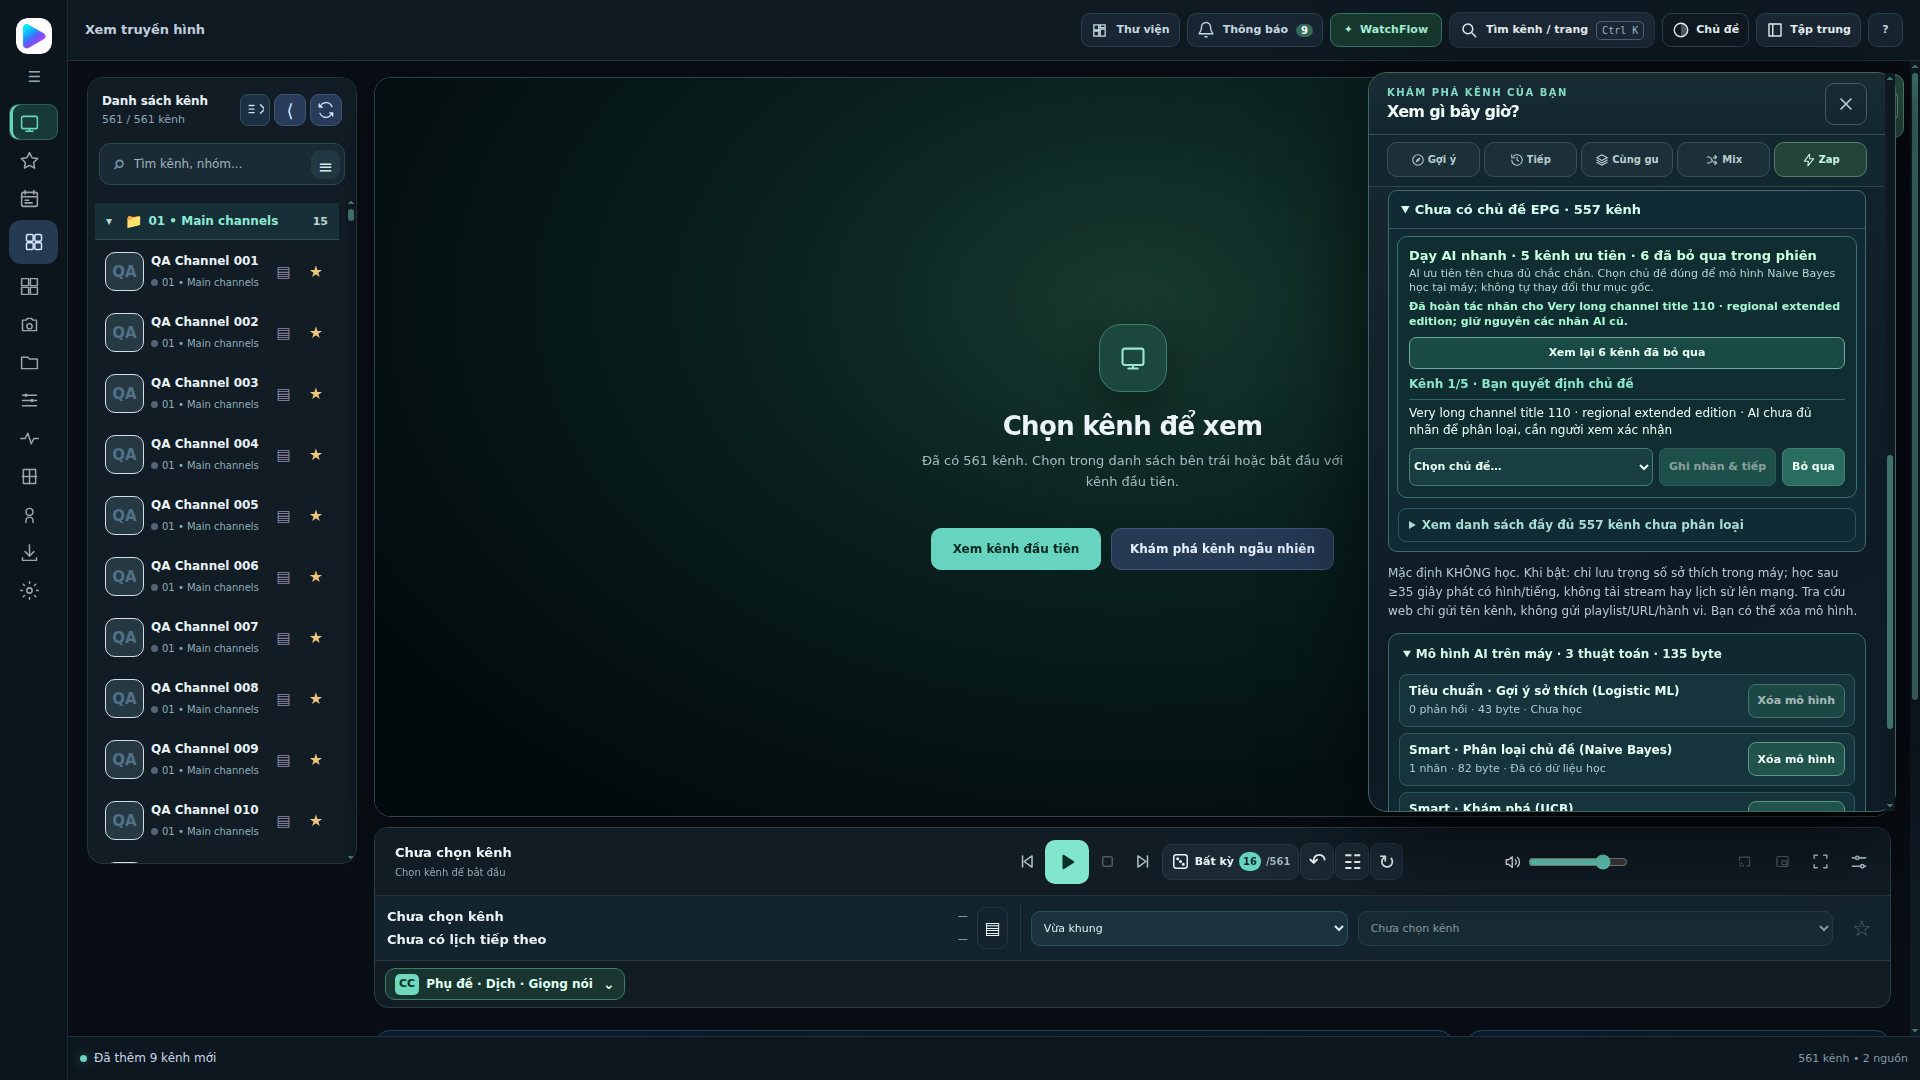 Xem truyền hình
Thư viện
Thông báo 9
WatchFlow
Tìm kênh / trang Ctrl K
Chủ đề
Tập trung
?
Danh sách kênh
561 / 561 kênh
Tìm kênh, nhóm...
01 • Main channels 15
QA QA Channel 001
01 • Main channels
QA QA Channel 002
01 • Main channels
QA QA Channel 003
01 • Main channels
QA QA Channel 004
01 • Main channels
QA QA Channel 005
01 • Main channels
QA QA Channel 006
01 • Main channels
QA QA Channel 007
01 • Main channels
QA QA Channel 008
01 • Main channels
QA QA Channel 009
01 • Main channels
QA QA Channel 010
01 • Main channels
Chọn kênh để xem
Đã có 561 kênh. Chọn trong danh sách bên trái hoặc bắt đầu với
kênh đầu tiên.
Xem kênh đầu tiên
Khám phá kênh ngẫu nhiên
KHÁM PHÁ KÊNH CỦA BẠN
Xem gì bây giờ?
Gợi ý
Tiếp
Cùng gu
Mix
Zap
Chưa có chủ đề EPG · 557 kênh
Dạy AI nhanh · 5 kênh ưu tiên · 6 đã bỏ qua trong phiên
AI ưu tiên tên chưa đủ chắc chắn. Chọn chủ đề đúng để mô hình Naive Bayes
học tại máy; không tự thay đổi thư mục gốc.
Đã hoàn tác nhãn cho Very long channel title 110 · regional extended
edition; giữ nguyên các nhãn AI cũ.
Xem lại 6 kênh đã bỏ qua
Kênh 1/5 · Bạn quyết định chủ đề
Very long channel title 110 · regional extended edition · AI chưa đủ
nhãn để phân loại, cần người xem xác nhận
Chọn chủ đề…
Ghi nhãn & tiếp
Bỏ qua
Xem danh sách đầy đủ 557 kênh chưa phân loại
Mặc định KHÔNG học. Khi bật: chỉ lưu trọng số sở thích trong máy; học sau
≥35 giây phát có hình/tiếng, không tải stream hay lịch sử lên mạng. Tra cứu
web chỉ gửi tên kênh, không gửi playlist/URL/hành vi. Bạn có thể xóa mô hình.
Mô hình AI trên máy · 3 thuật toán · 135 byte
Tiêu chuẩn · Gợi ý sở thích (Logistic ML)
0 phản hồi · 43 byte · Chưa học
Xóa mô hình
Smart · Phân loại chủ đề (Naive Bayes)
1 nhãn · 82 byte · Đã có dữ liệu học
Xóa mô hình
Smart · Khám phá (UCB)
Chưa chọn kênh
Chọn kênh để bắt đầu
Bất kỳ 16 /561
Chưa chọn kênh —
Chưa có lịch tiếp theo —
Vừa khung
Chưa chọn kênh
CC Phụ đề · Dịch · Giọng nói
Đã thêm 9 kênh mới
561 kênh • 2 nguồn